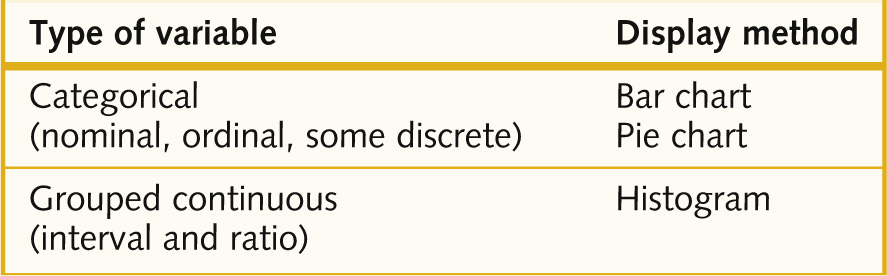 Type of variable Display method
Categorical Bar chart
(nominal, ordinal, some discrete) Pie chart
Grouped continuous Histogram
(interval and ratio)